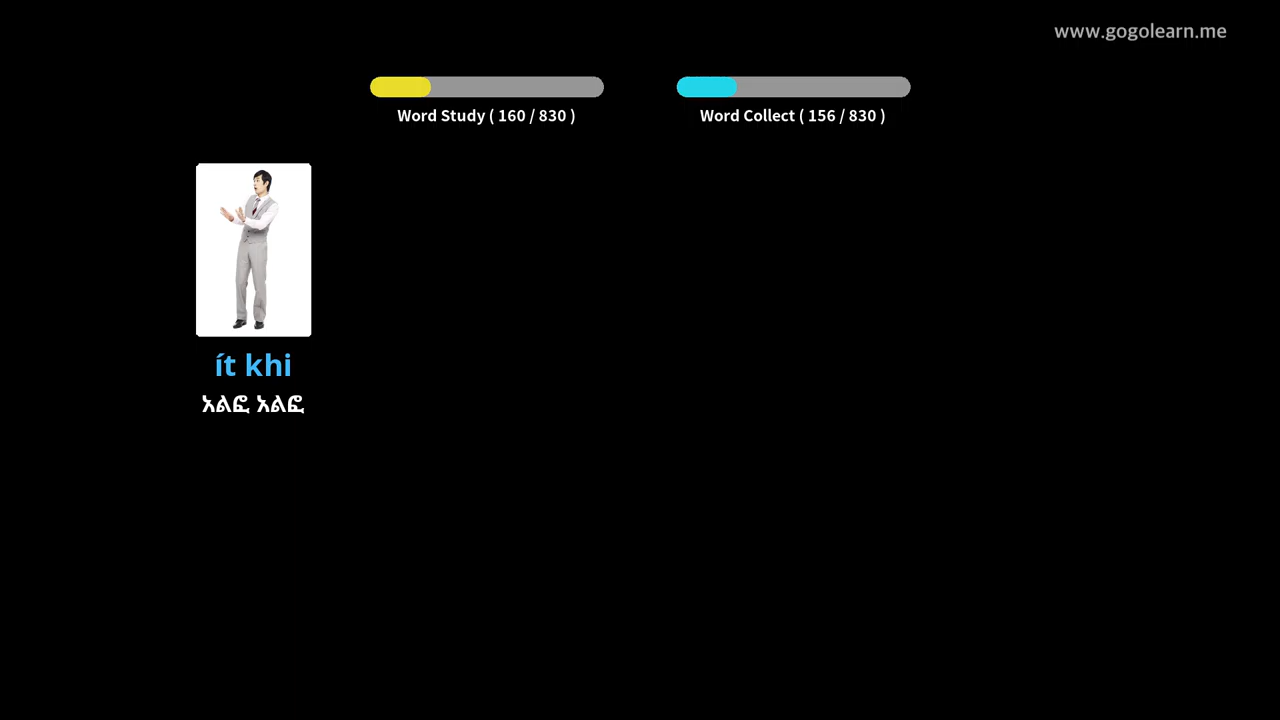 www.gogolearn.me
Word Study ( 160 / 830 )
Word Collect ( 156 / 830 )
ít khi
አልፎ አልፎ